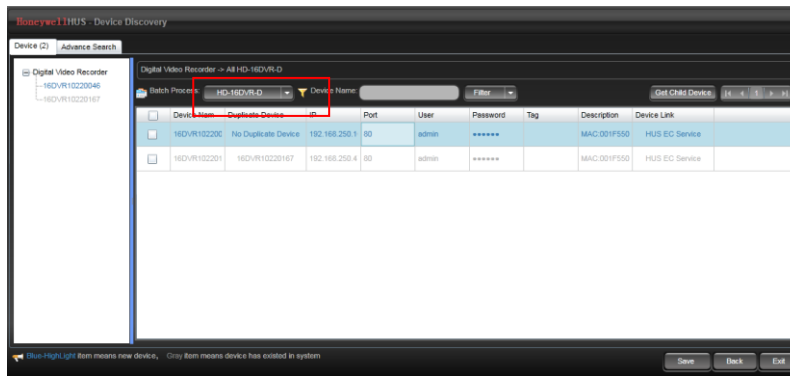 HoneywellHUS - Device Discovery
Device (2) Advance Search
Digital Video Recorder
16DVR10220046
16DVR10220167
Digital Video Recorder -> All HD-16DVR-D
Batch Process: HD-16DVR-D Device Name: Filter Get Child Device 1
Device Nam Duplicate Device IP Port User Password Tag Description Device Link
16DVR102200 No Duplicate Device 192.168.250.1 80 admin ●●●●●● MAC:001F550 HUS EC Service
16DVR102201 16DVR10220167 192.168.250.4 80 admin ●●●●●● MAC:001F550 HUS EC Service
Blue-HighLight item means new device, Gray item means device has existed in system
Save Back Exit